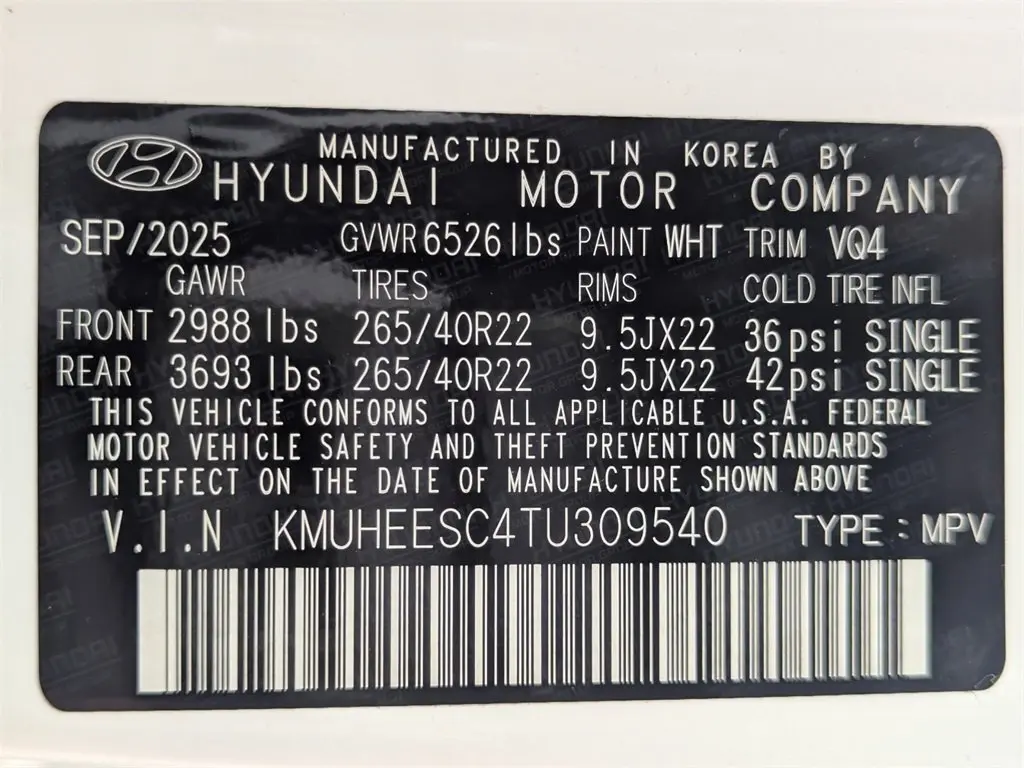 MANUFACTURED IN KOREA BY
HYUNDAI MOTOR COMPANY
SEP/2025 GVWR 6526 lbs PAINT WHT TRIM VQ4
GAWR TIRES RIMS COLD TIRE INFL
FRONT 2988 lbs 265/40R22 9.5JX22 36psi SINGLE
REAR 3693 lbs 265/40R22 9.5JX22 42psi SINGLE
THIS VEHICLE CONFORMS TO ALL APPLICABLE U.S.A. FEDERAL
MOTOR VEHICLE SAFETY AND THEFT PREVENTION STANDARDS
IN EFFECT ON THE DATE OF MANUFACTURE SHOWN ABOVE
V.I.N KMUHEESC4TU309540 TYPE : MPV